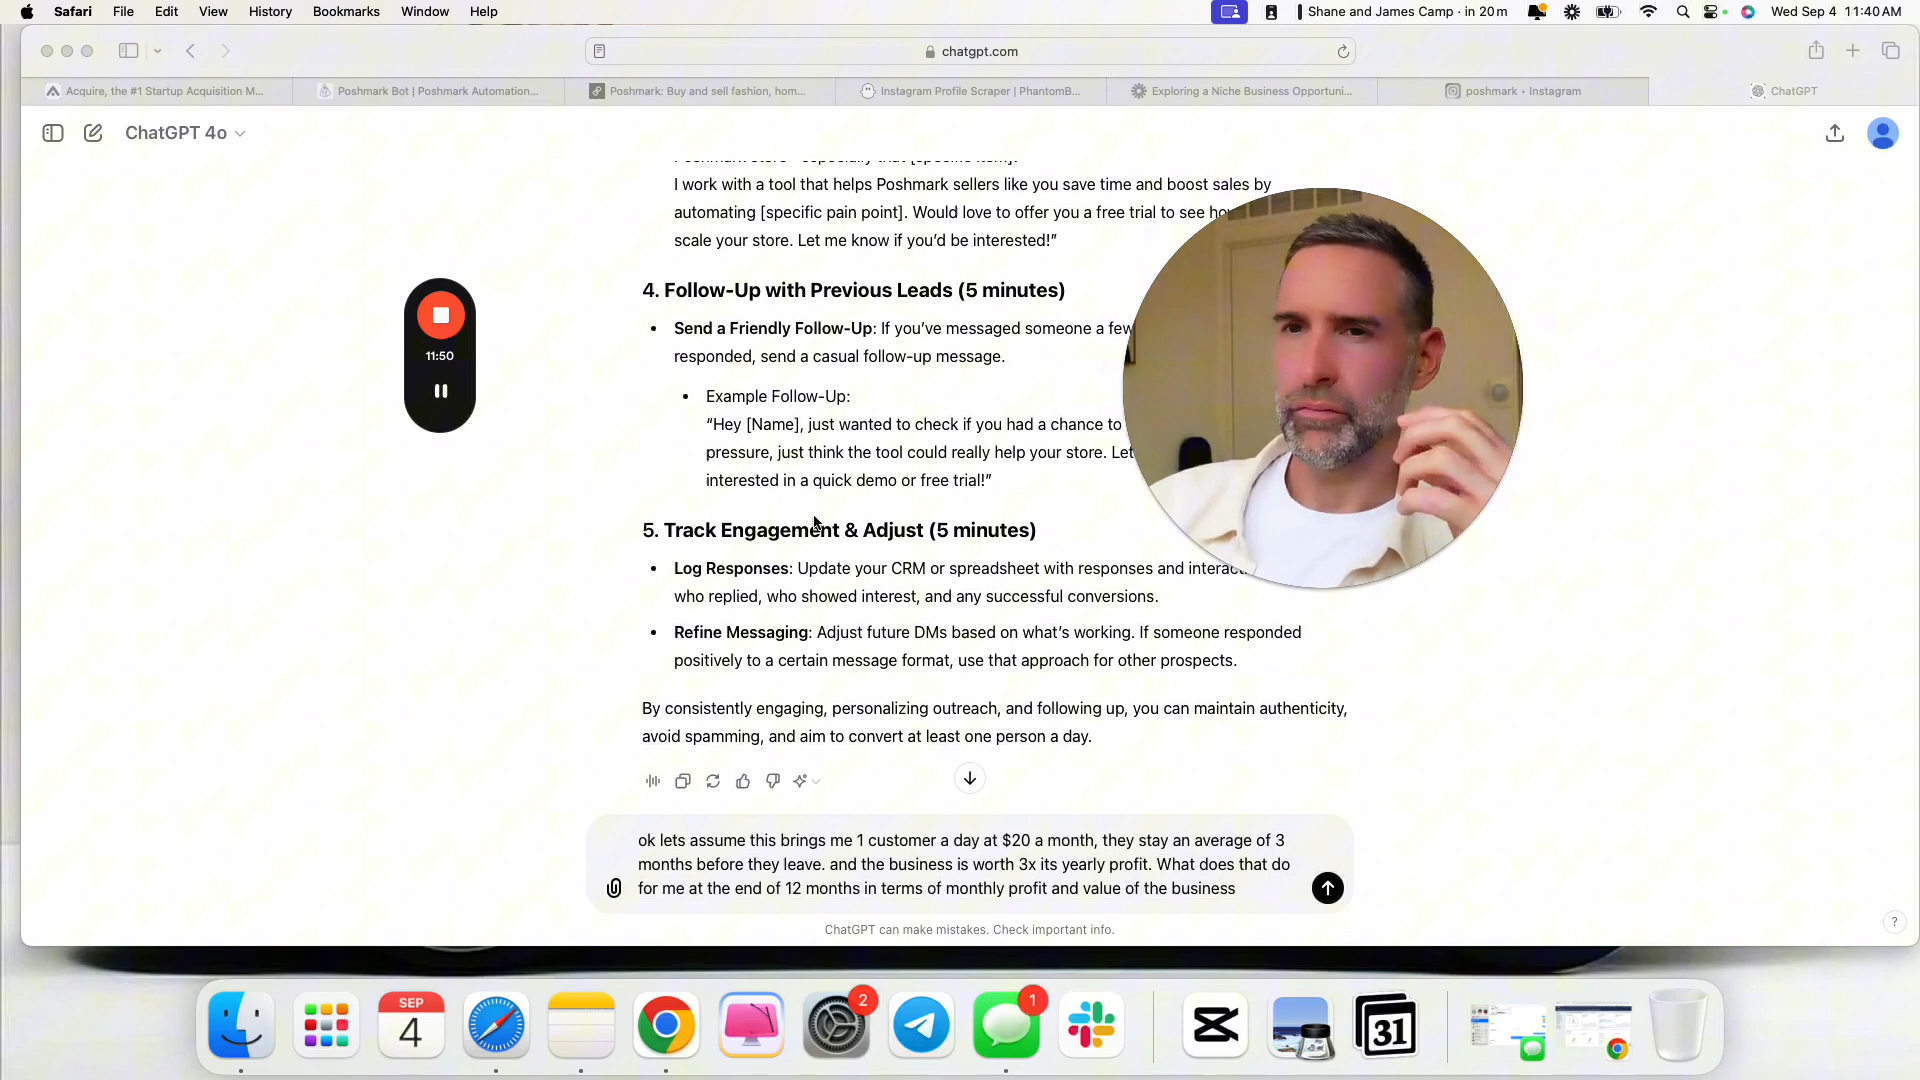 Safari File Edit View History Bookmarks Window Help
Shane and James Camp · in 20m
Wed Sep 4 11:40 AM
chatgpt.com
Acquire, the #1 Startup Acquisition M...
Poshmark Bot | Poshmark Automation...
Poshmark: Buy and sell fashion, hom...
Instagram Profile Scraper | PhantomB...
Exploring a Niche Business Opportuni...
poshmark • Instagram
ChatGPT
ChatGPT 4o
I work with a tool that helps Poshmark sellers like you save time and boost sales by
automating [specific pain point]. Would love to offer you a free trial to see
scale your store. Let me know if you'd be interested!”
11:50
4. Follow-Up with Previous Leads (5 minutes)
• Send a Friendly Follow-Up: If you've messaged someone a few
responded, send a casual follow-up message.
• Example Follow-Up:
“Hey [Name], just wanted to check if you had a chance to
pressure, just think the tool could really help your store. Let
interested in a quick demo or free trial!”
5. Track Engagement & Adjust (5 minutes)
• Log Responses: Update your CRM or spreadsheet with responses and
who replied, who showed interest, and any successful conversions.
• Refine Messaging: Adjust future DMs based on what's working. If someone responded
positively to a certain message format, use that approach for other prospects.
By consistently engaging, personalizing outreach, and following up, you can maintain authenticity,
avoid spamming, and aim to convert at least one person a day.
ok lets assume this brings me 1 customer a day at $20 a month, they stay an average of 3
months before they leave. and the business is worth 3x its yearly profit. What does that do
for me at the end of 12 months in terms of monthly profit and value of the business
ChatGPT can make mistakes. Check important info.
?
SEP
4
2
1
31